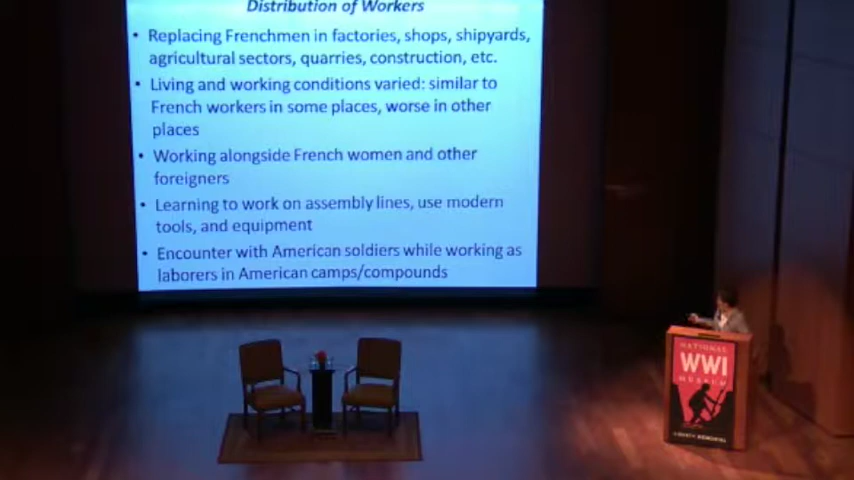 Distribution of Workers
• Replacing Frenchmen in factories, shops, shipyards,
agricultural sectors, quarries, construction, etc.
• Living and working conditions varied: similar to
French workers in some places, worse in other
places
• Working alongside French women and other
foreigners
• Learning to work on assembly lines, use modern
tools, and equipment
• Encounter with American soldiers while working as
laborers in American camps/compounds
NATIONAL
WWI
MUSEUM
LIBERTY MEMORIAL